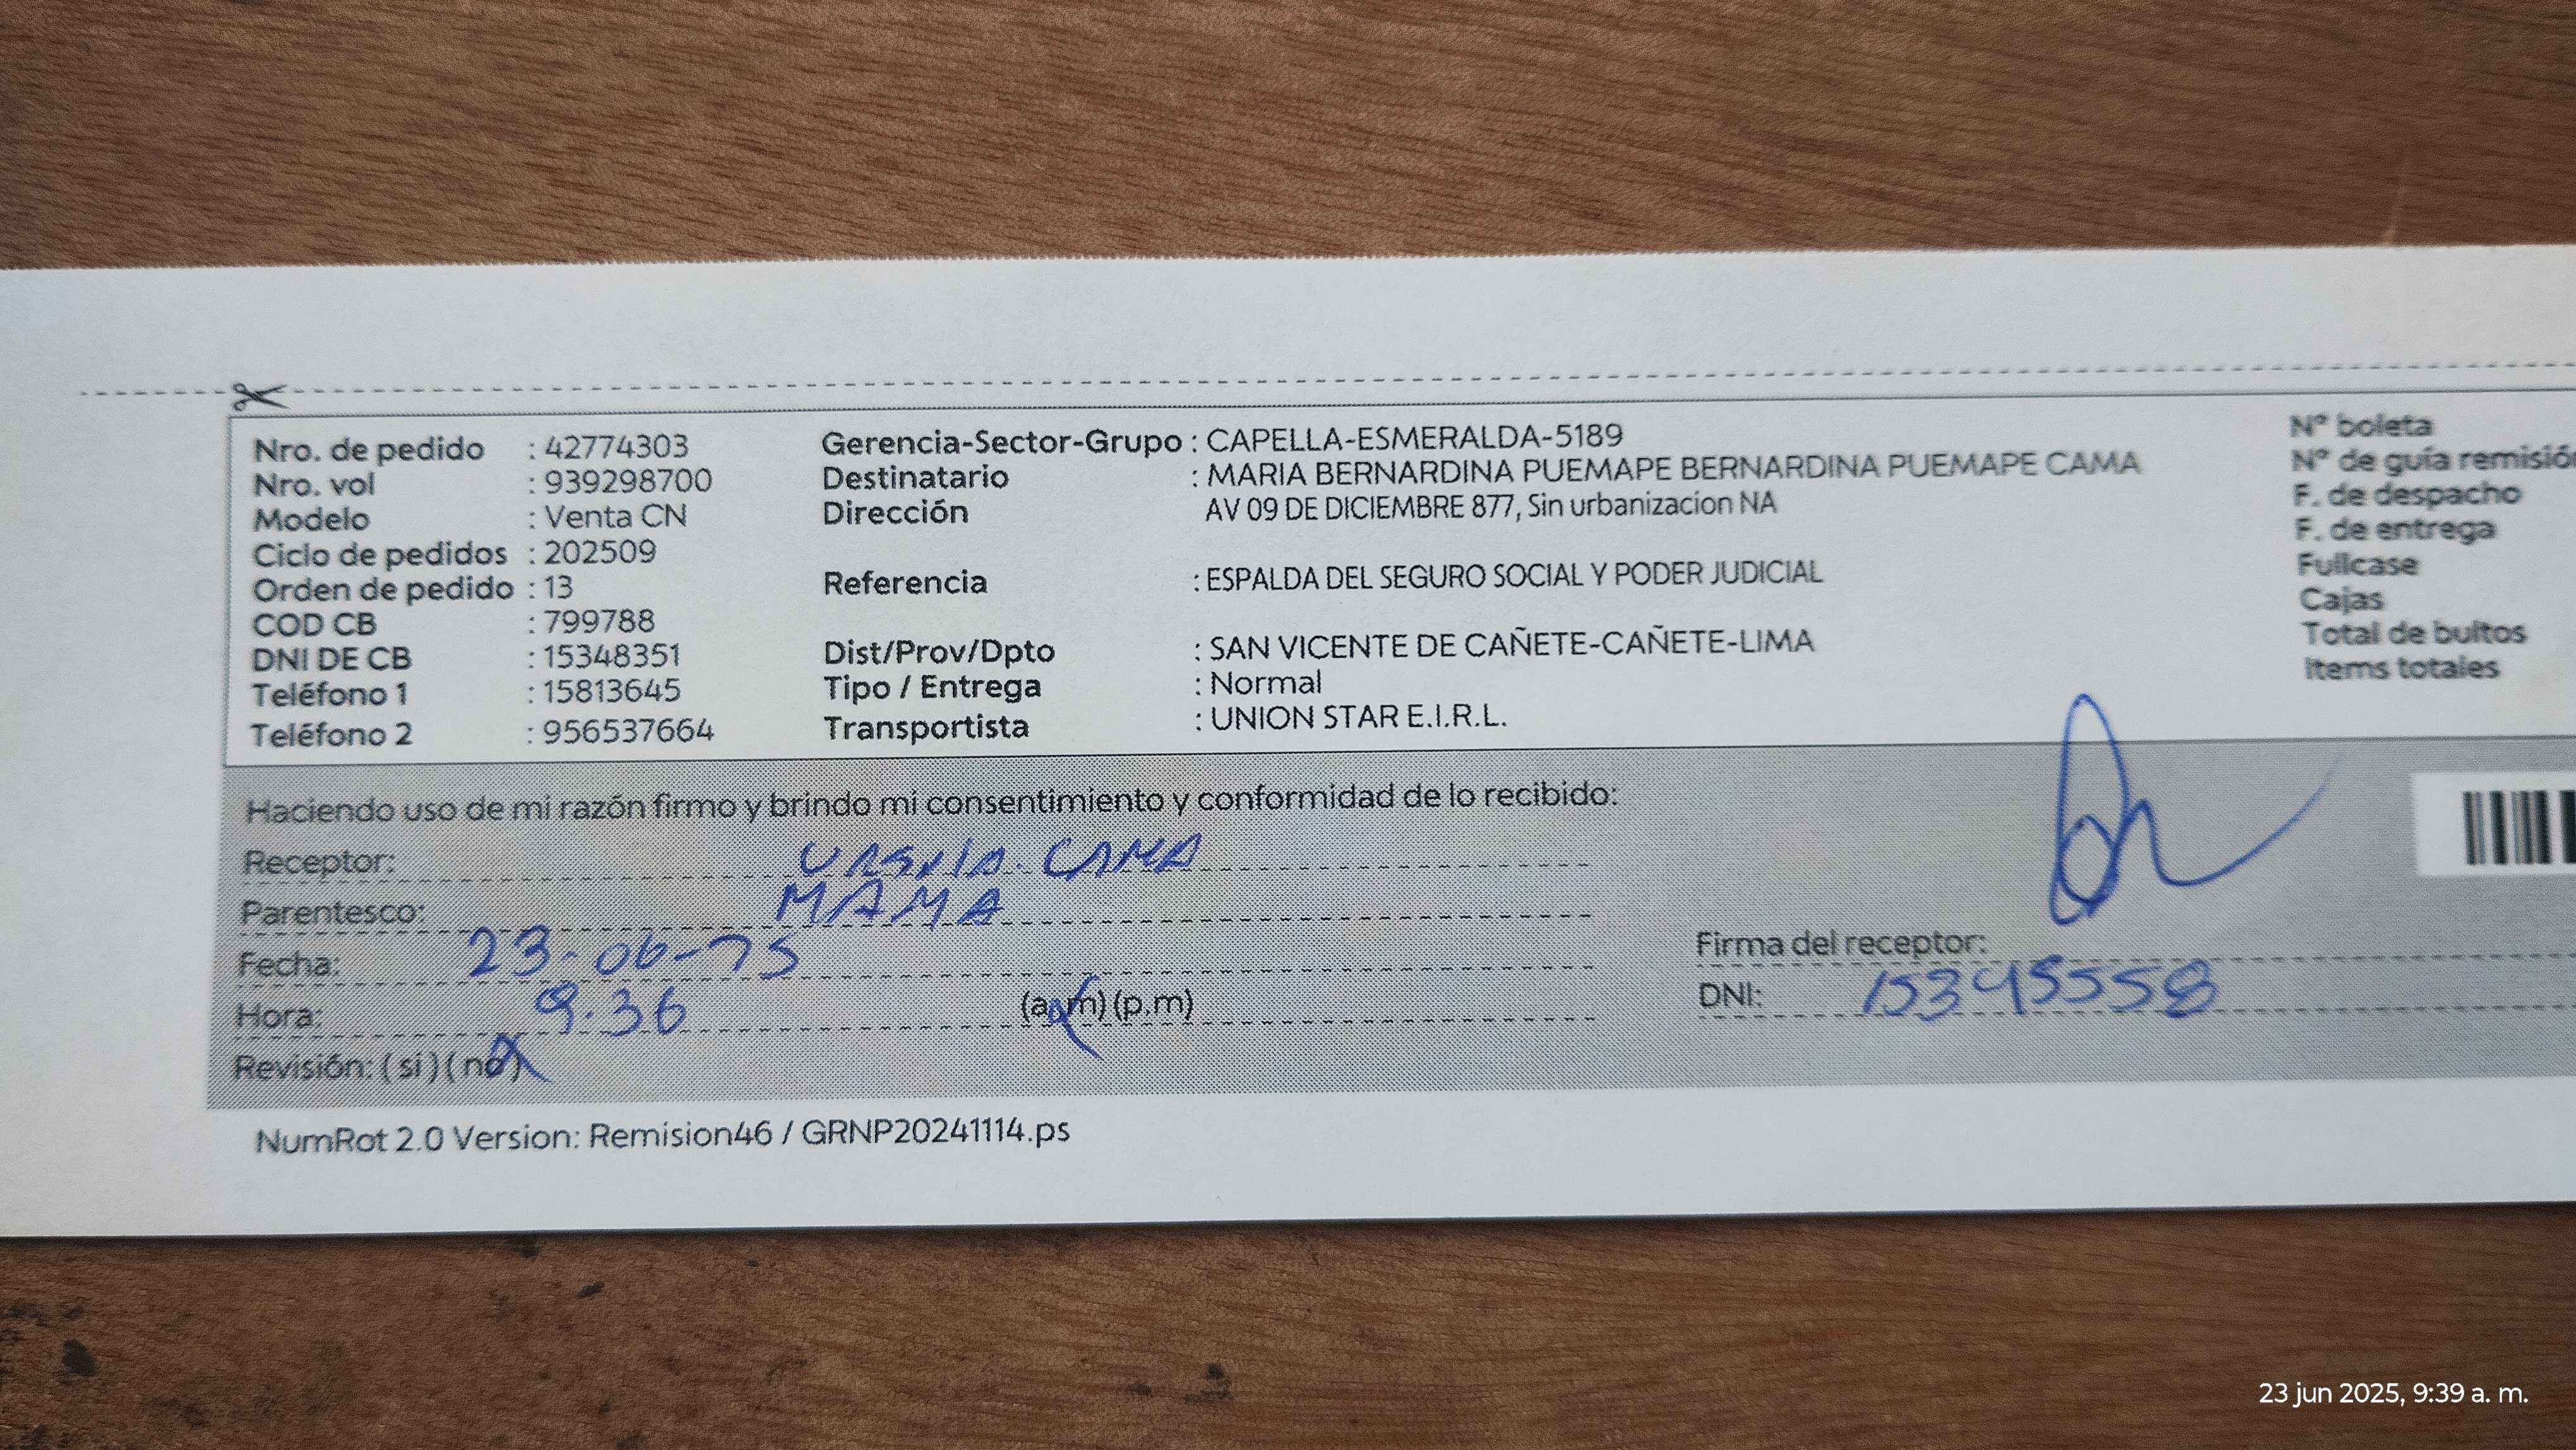 Nro. de pedido : 42774303 Gerencia-Sector-Grupo : CAPELLA-ESMERALDA-5189 N° boleta
Nro. vol : 939298700 Destinatario : MARIA BERNARDINA PUEMAPE BERNARDINA PUEMAPE CAMA N° de guía remisió
Modelo : Venta CN Dirección AV 09 DE DICIEMBRE 877, Sin urbanizacion NA F. de despacho
Ciclo de pedidos : 202509 F. de entrega
Orden de pedido : 13 Referencia : ESPALDA DEL SEGURO SOCIAL Y PODER JUDICIAL Fullcase
COD CB : 799788 Cajas
DNI DE CB : 15348351 Dist/Prov/Dpto : SAN VICENTE DE CAÑETE-CAÑETE-LIMA Total de bultos
Teléfono 1 : 15813645 Tipo / Entrega : Normal Items totales
Teléfono 2 : 956537664 Transportista : UNION STAR E.I.R.L.
Haciendo uso de mi razón firmo y brindo mi consentimiento y conformidad de lo recibido:
Receptor: CAMA
Parentesco: MAMA
Fecha: 23-06-25 Firma del receptor:
Hora: 9.36 (a.m) (p.m) DNI: 15345558
Revisión: ( si ) ( no )
NumRot 2.0 Version: Remision46 / GRNP20241114.ps
23 jun 2025, 9:39 a. m.